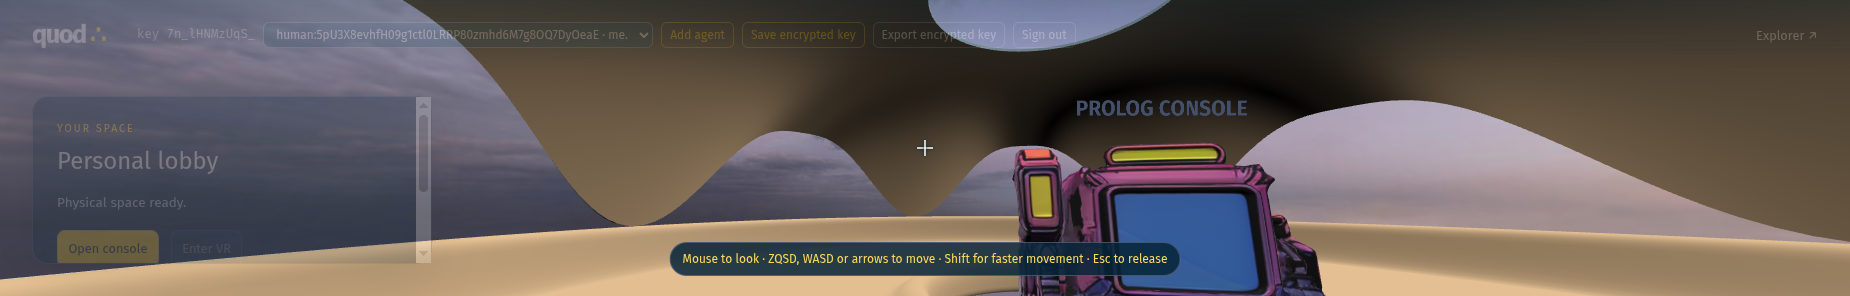 quod
key 7n_lHNMzUqS_
human:5pU3X8evhfH09g1ctl0LRRP80zmhd6M7g8OQ7DyOeaE · me.
Add agent
Save encrypted key
Export encrypted key
Sign out
Explorer ↗
YOUR SPACE
Personal lobby
Physical space ready.
Open console
Enter VR
PROLOG CONSOLE
Mouse to look · ZQSD, WASD or arrows to move · Shift for faster movement · Esc to release